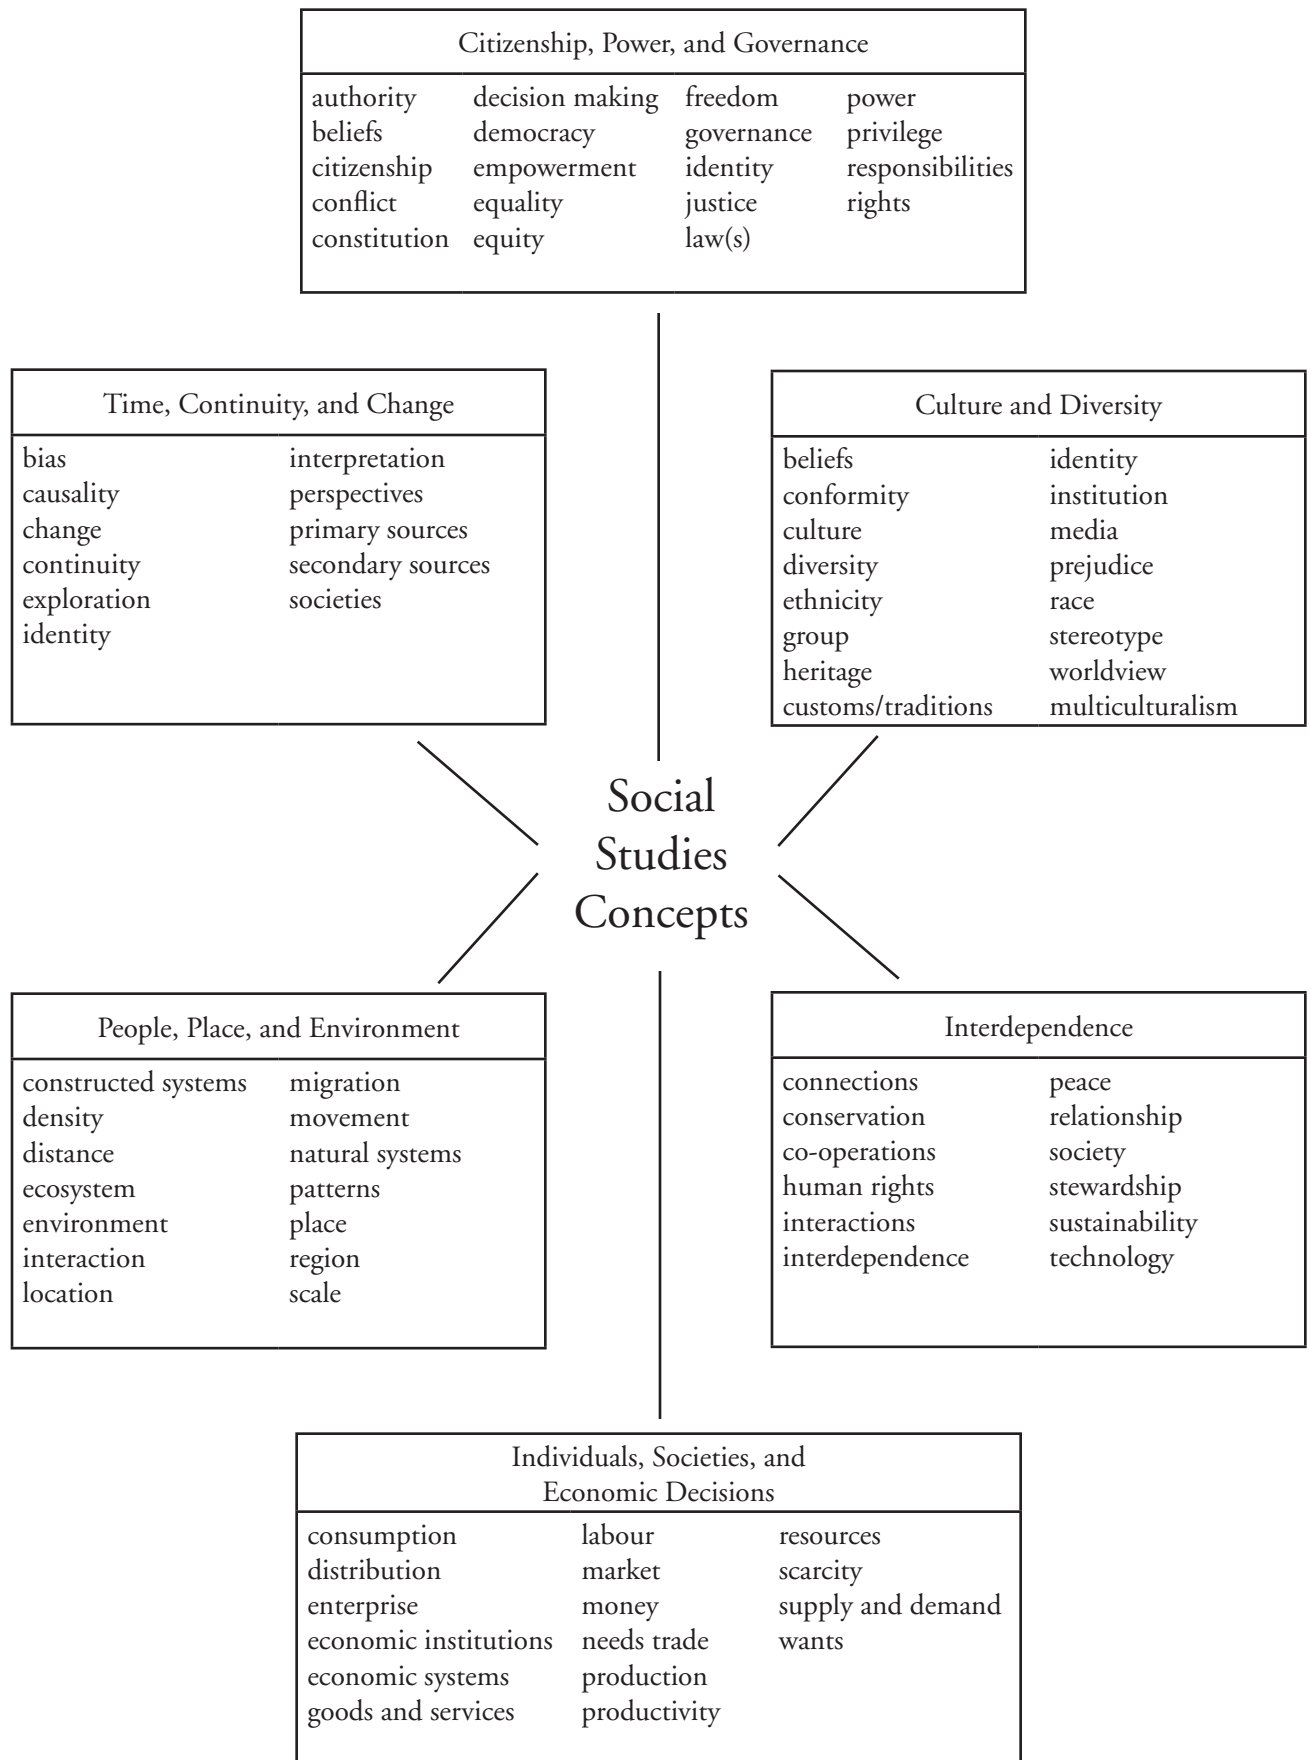 Citizenship, Power, and Governance
authority decision making freedom power
beliefs democracy governance privilege
citizenship empowerment identity responsibilities
conflict equality justice rights
constitution equity law(s)
Time, Continuity, and Change
bias interpretation
causality perspectives
change primary sources
continuity secondary sources
exploration societies
identity
Culture and Diversity
beliefs identity
conformity institution
culture media
diversity prejudice
ethnicity race
group stereotype
heritage worldview
customs/traditions multiculturalism
Social
Studies
Concepts
People, Place, and Environment
constructed systems migration
density movement
distance natural systems
ecosystem patterns
environment place
interaction region
location scale
Interdependence
connections peace
conservation relationship
co-operations society
human rights stewardship
interactions sustainability
interdependence technology
Individuals, Societies, and
Economic Decisions
consumption labour resources
distribution market scarcity
enterprise money supply and demand
economic institutions needs trade wants
economic systems production
goods and services productivity